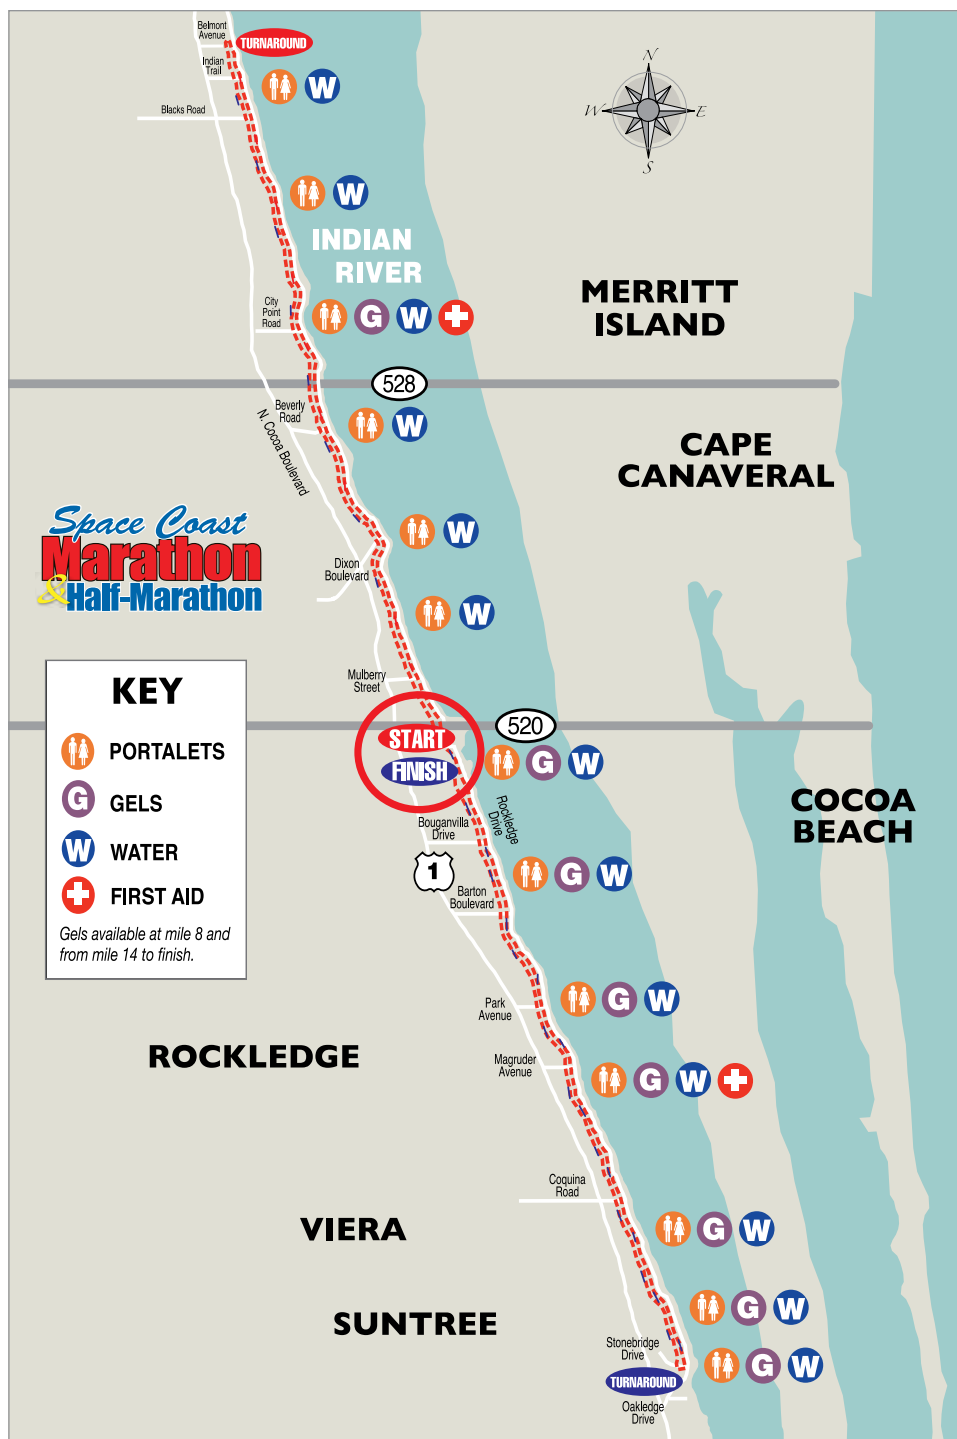 Belmont
Avenue
TURNAROUND
Indian
Trail
W
Blacks Road
N
W
E
S
W
INDIAN
RIVER
MERRITT
ISLAND
City
Point
Road
G
W
528
Beverly
Road
W
N. Cocoa Boulevard
CAPE
CANAVERAL
Space Coast
Marathon
& Half-Marathon
W
Dixon
Boulevard
W
Mulberry
Street
KEY
PORTALETS
G GELS
W WATER
FIRST AID
Gels available at mile 8 and
from mile 14 to finish.
520
START
FINISH
G
W
Rockledge
Drive
COCOA
BEACH
Bouganvilla
Drive
1
G
W
Barton
Boulevard
Park
Avenue
G
W
ROCKLEDGE
Magruder
Avenue
G
W
Coquina
Road
VIERA
G
W
SUNTREE
G
W
Stonebridge
Drive
G
W
TURNAROUND
Oakledge
Drive